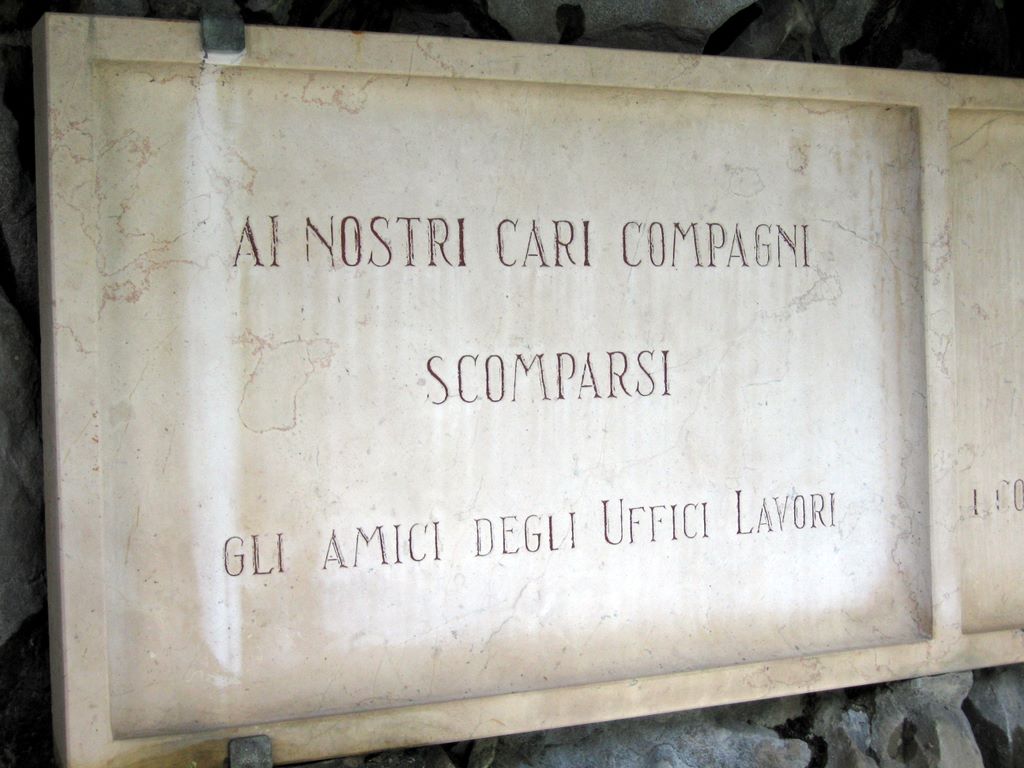 AI NOSTRI CARI COMPAGNI
SCOMPARSI
GLI AMICI DEGLI UFFICI LAVORI